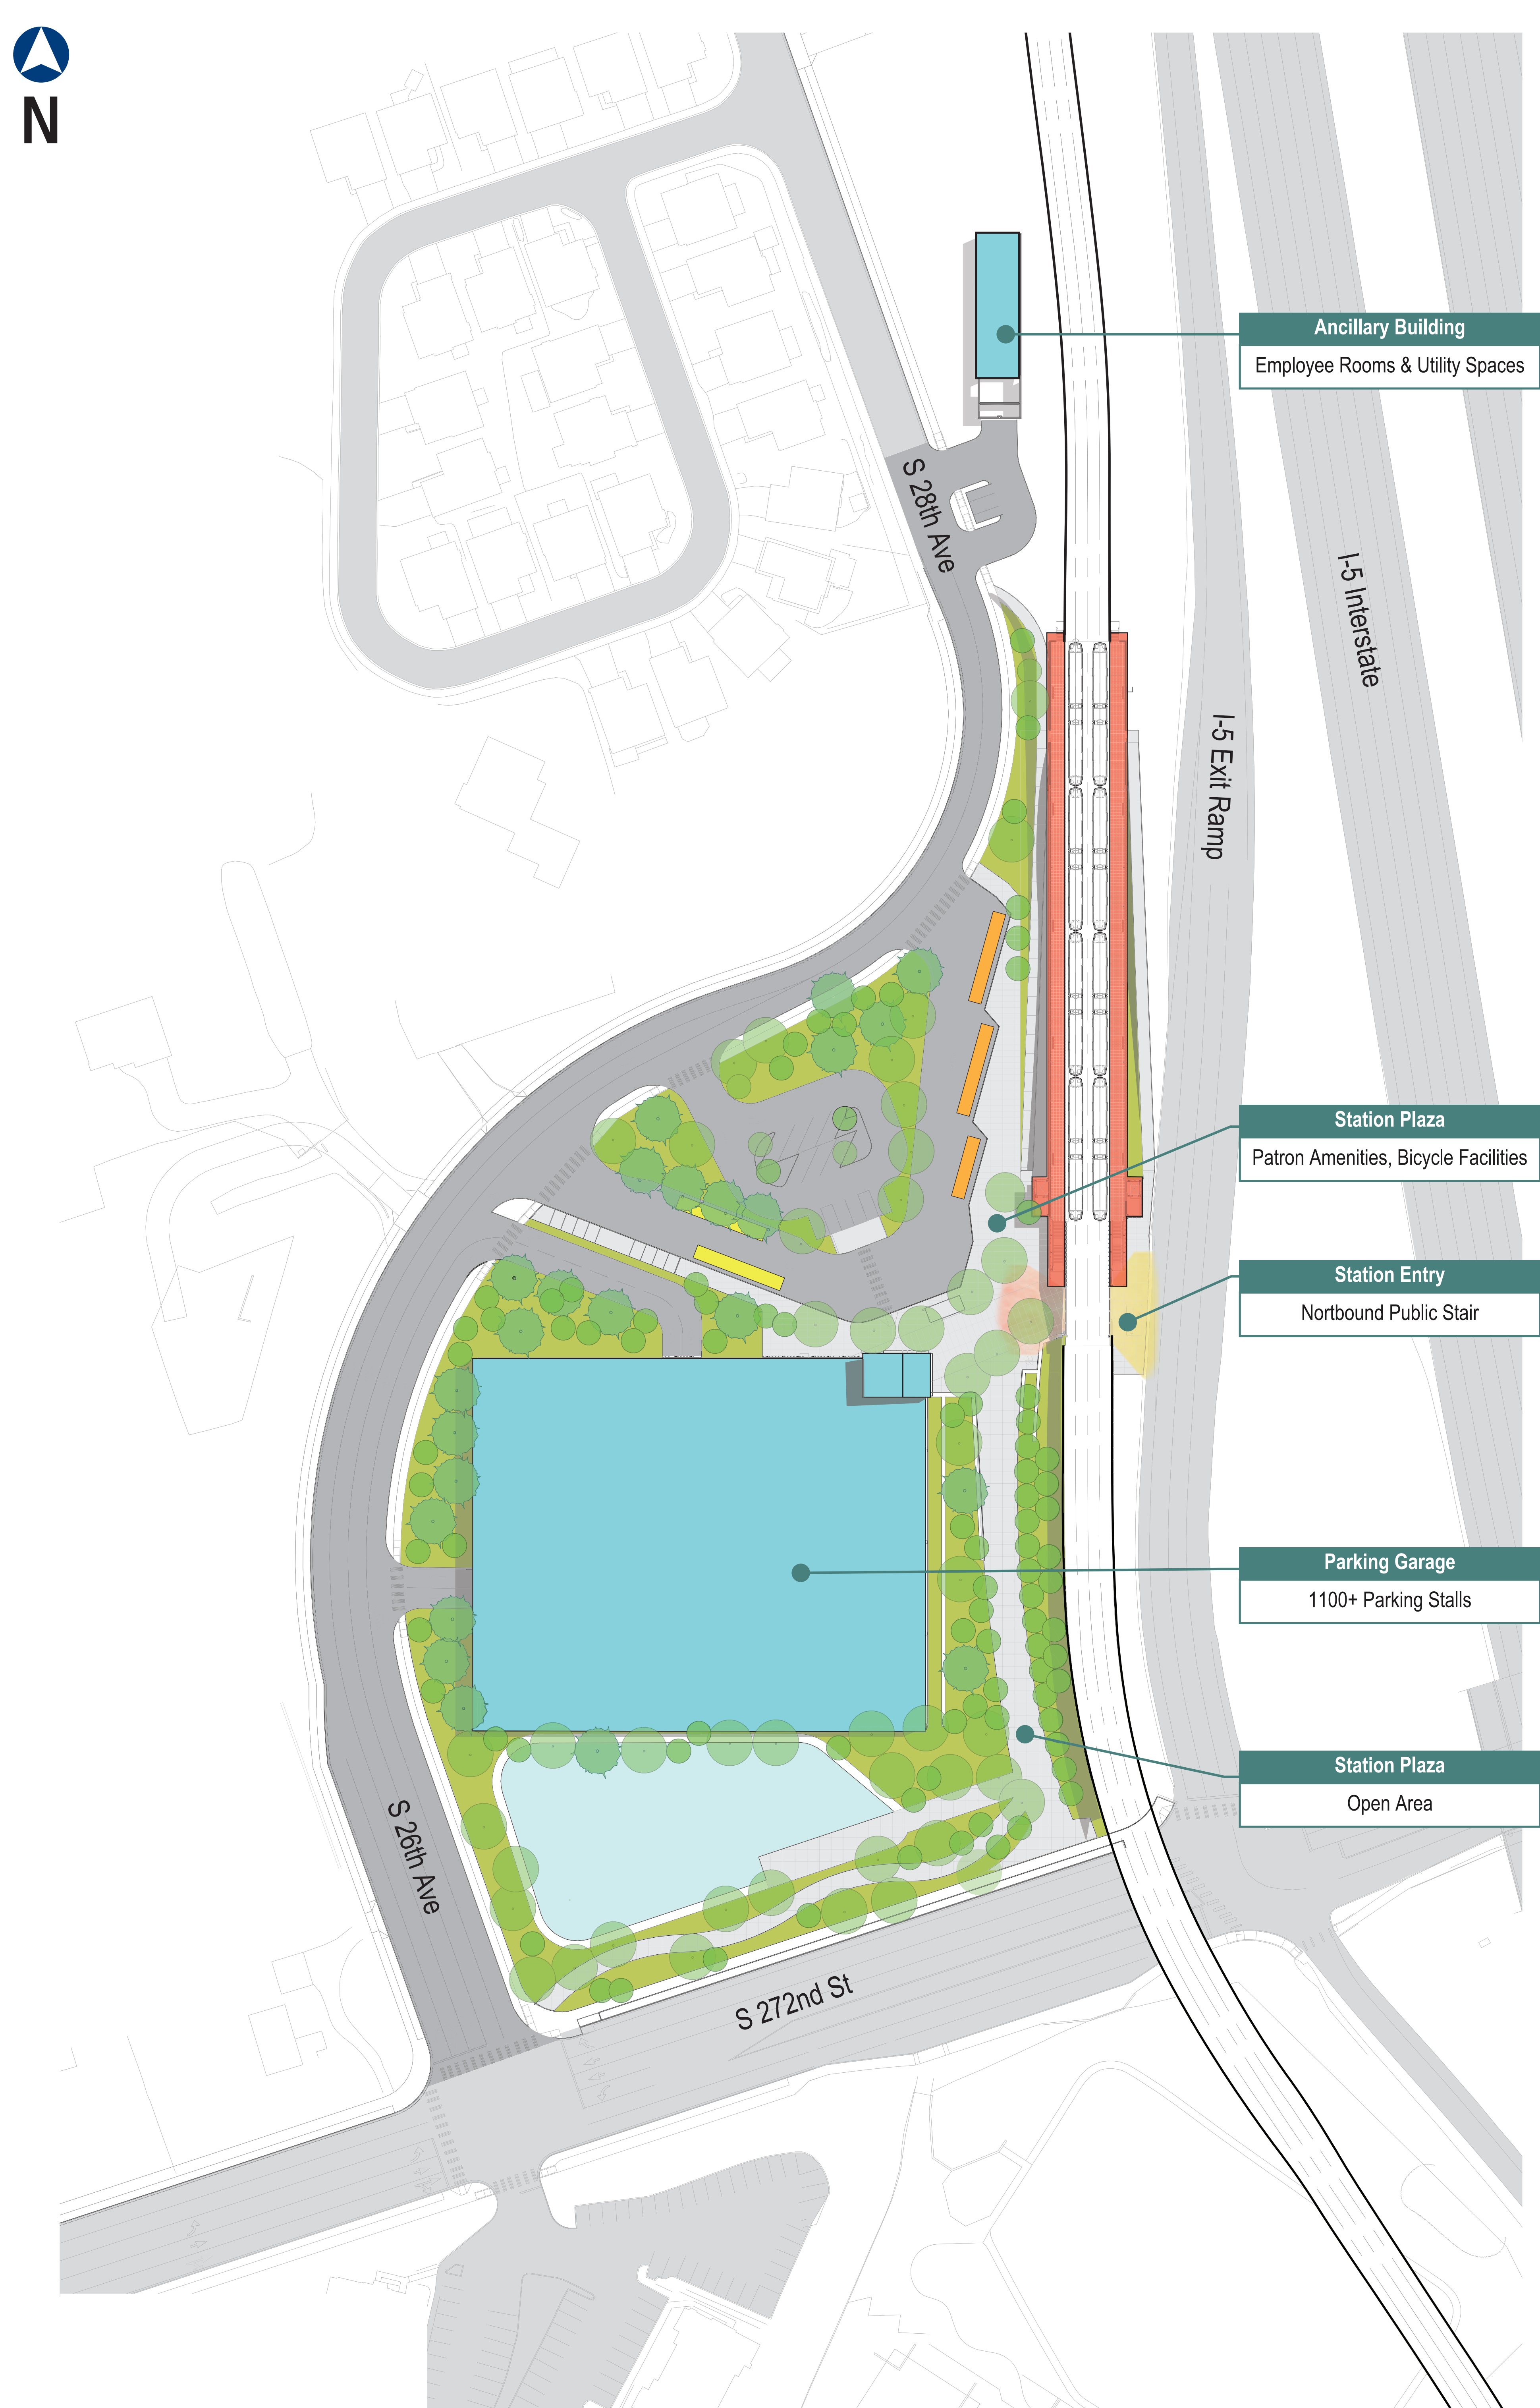 N
Ancillary Building
Employee Rooms & Utility Spaces
S 28th Ave
I-5 Interstate
I-5 Exit Ramp
Station Plaza
Patron Amenities, Bicycle Facilities
Station Entry
Nortbound Public Stair
Parking Garage
1100+ Parking Stalls
Station Plaza
Open Area
S 26th Ave
S 272nd St